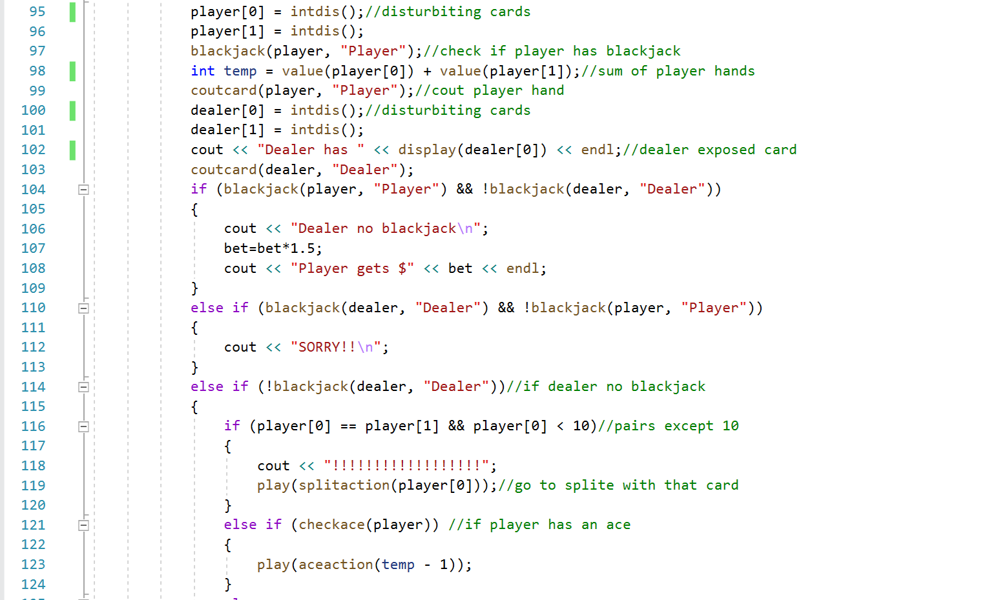 95 player[0] = intdis();//disturbiting cards
96 player[1] = intdis();
97 blackjack(player, "Player");//check if player has blackjack
98 int temp = value(player[0]) + value(player[1]);//sum of player hands
99 coutcard(player, "Player");//cout player hand
100 dealer[0] = intdis();//disturbiting cards
101 dealer[1] = intdis();
102 cout << "Dealer has " << display(dealer[0]) << endl;//dealer exposed card
103 coutcard(dealer, "Dealer");
104 if (blackjack(player, "Player") && !blackjack(dealer, "Dealer"))
105 {
106 cout << "Dealer no blackjack\n";
107 bet=bet*1.5;
108 cout << "Player gets $" << bet << endl;
109 }
110 else if (blackjack(dealer, "Dealer") && !blackjack(player, "Player"))
111 {
112 cout << "SORRY!!\n";
113 }
114 else if (!blackjack(dealer, "Dealer"))//if dealer no blackjack
115 {
116 if (player[0] == player[1] && player[0] < 10)//pairs except 10
117 {
118 cout << "!!!!!!!!!!!!!!!!!!";
119 play(splitaction(player[0]));//go to splite with that card
120 }
121 else if (checkace(player)) //if player has an ace
122 {
123 play(aceaction(temp - 1));
124 }